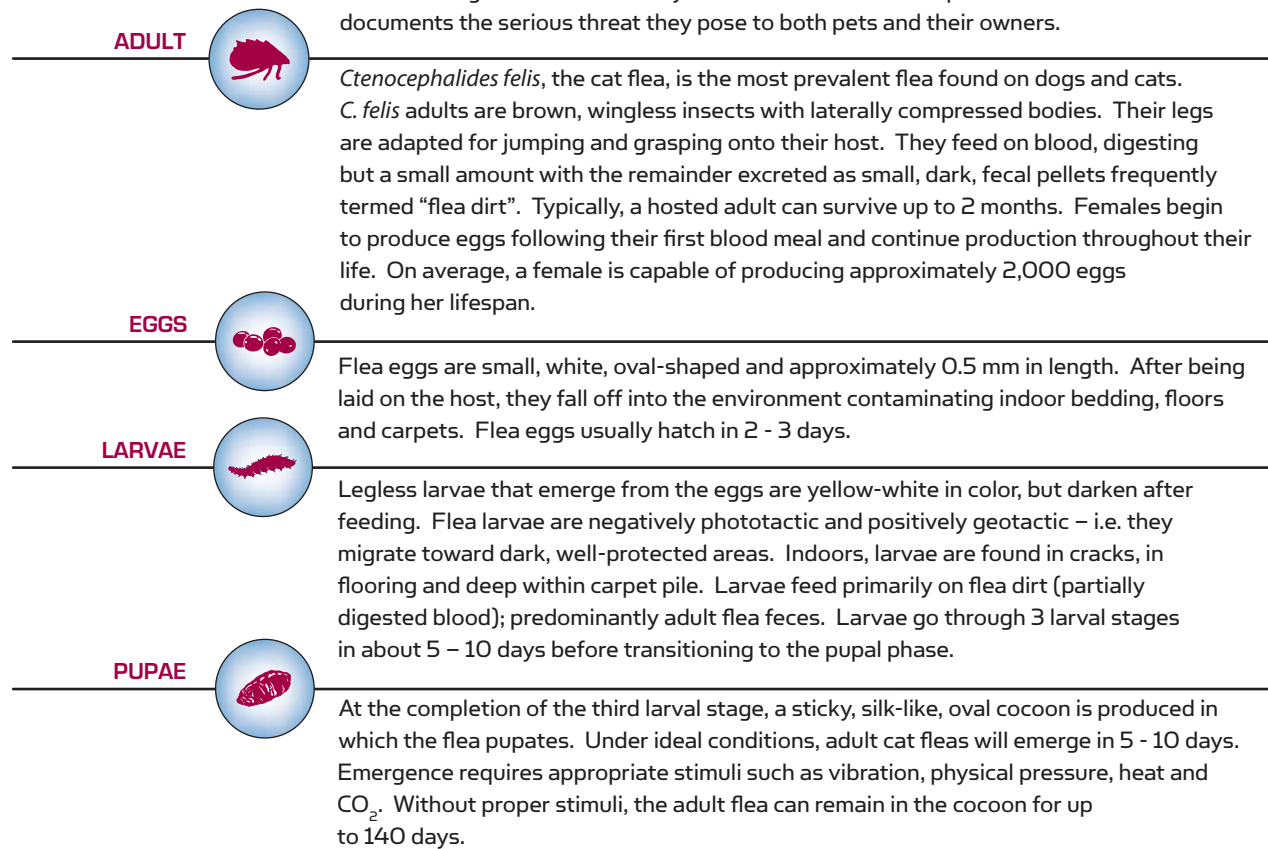 documents the serious threat they pose to both pets and their owners.
ADULT
Ctenocephalides felis, the cat flea, is the most prevalent flea found on dogs and cats.
C. felis adults are brown, wingless insects with laterally compressed bodies. Their legs
are adapted for jumping and grasping onto their host. They feed on blood, digesting
but a small amount with the remainder excreted as small, dark, fecal pellets frequently
termed “flea dirt”. Typically, a hosted adult can survive up to 2 months. Females begin
to produce eggs following their first blood meal and continue production throughout their
life. On average, a female is capable of producing approximately 2,000 eggs
during her lifespan.
EGGS
Flea eggs are small, white, oval-shaped and approximately 0.5 mm in length. After being
laid on the host, they fall off into the environment contaminating indoor bedding, floors
and carpets. Flea eggs usually hatch in 2 - 3 days.
LARVAE
Legless larvae that emerge from the eggs are yellow-white in color, but darken after
feeding. Flea larvae are negatively phototactic and positively geotactic – i.e. they
migrate toward dark, well-protected areas. Indoors, larvae are found in cracks, in
flooring and deep within carpet pile. Larvae feed primarily on flea dirt (partially
digested blood); predominantly adult flea feces. Larvae go through 3 larval stages
in about 5 – 10 days before transitioning to the pupal phase.
PUPAE
At the completion of the third larval stage, a sticky, silk-like, oval cocoon is produced in
which the flea pupates. Under ideal conditions, adult cat fleas will emerge in 5 - 10 days.
Emergence requires appropriate stimuli such as vibration, physical pressure, heat and
CO₂. Without proper stimuli, the adult flea can remain in the cocoon for up
to 140 days.